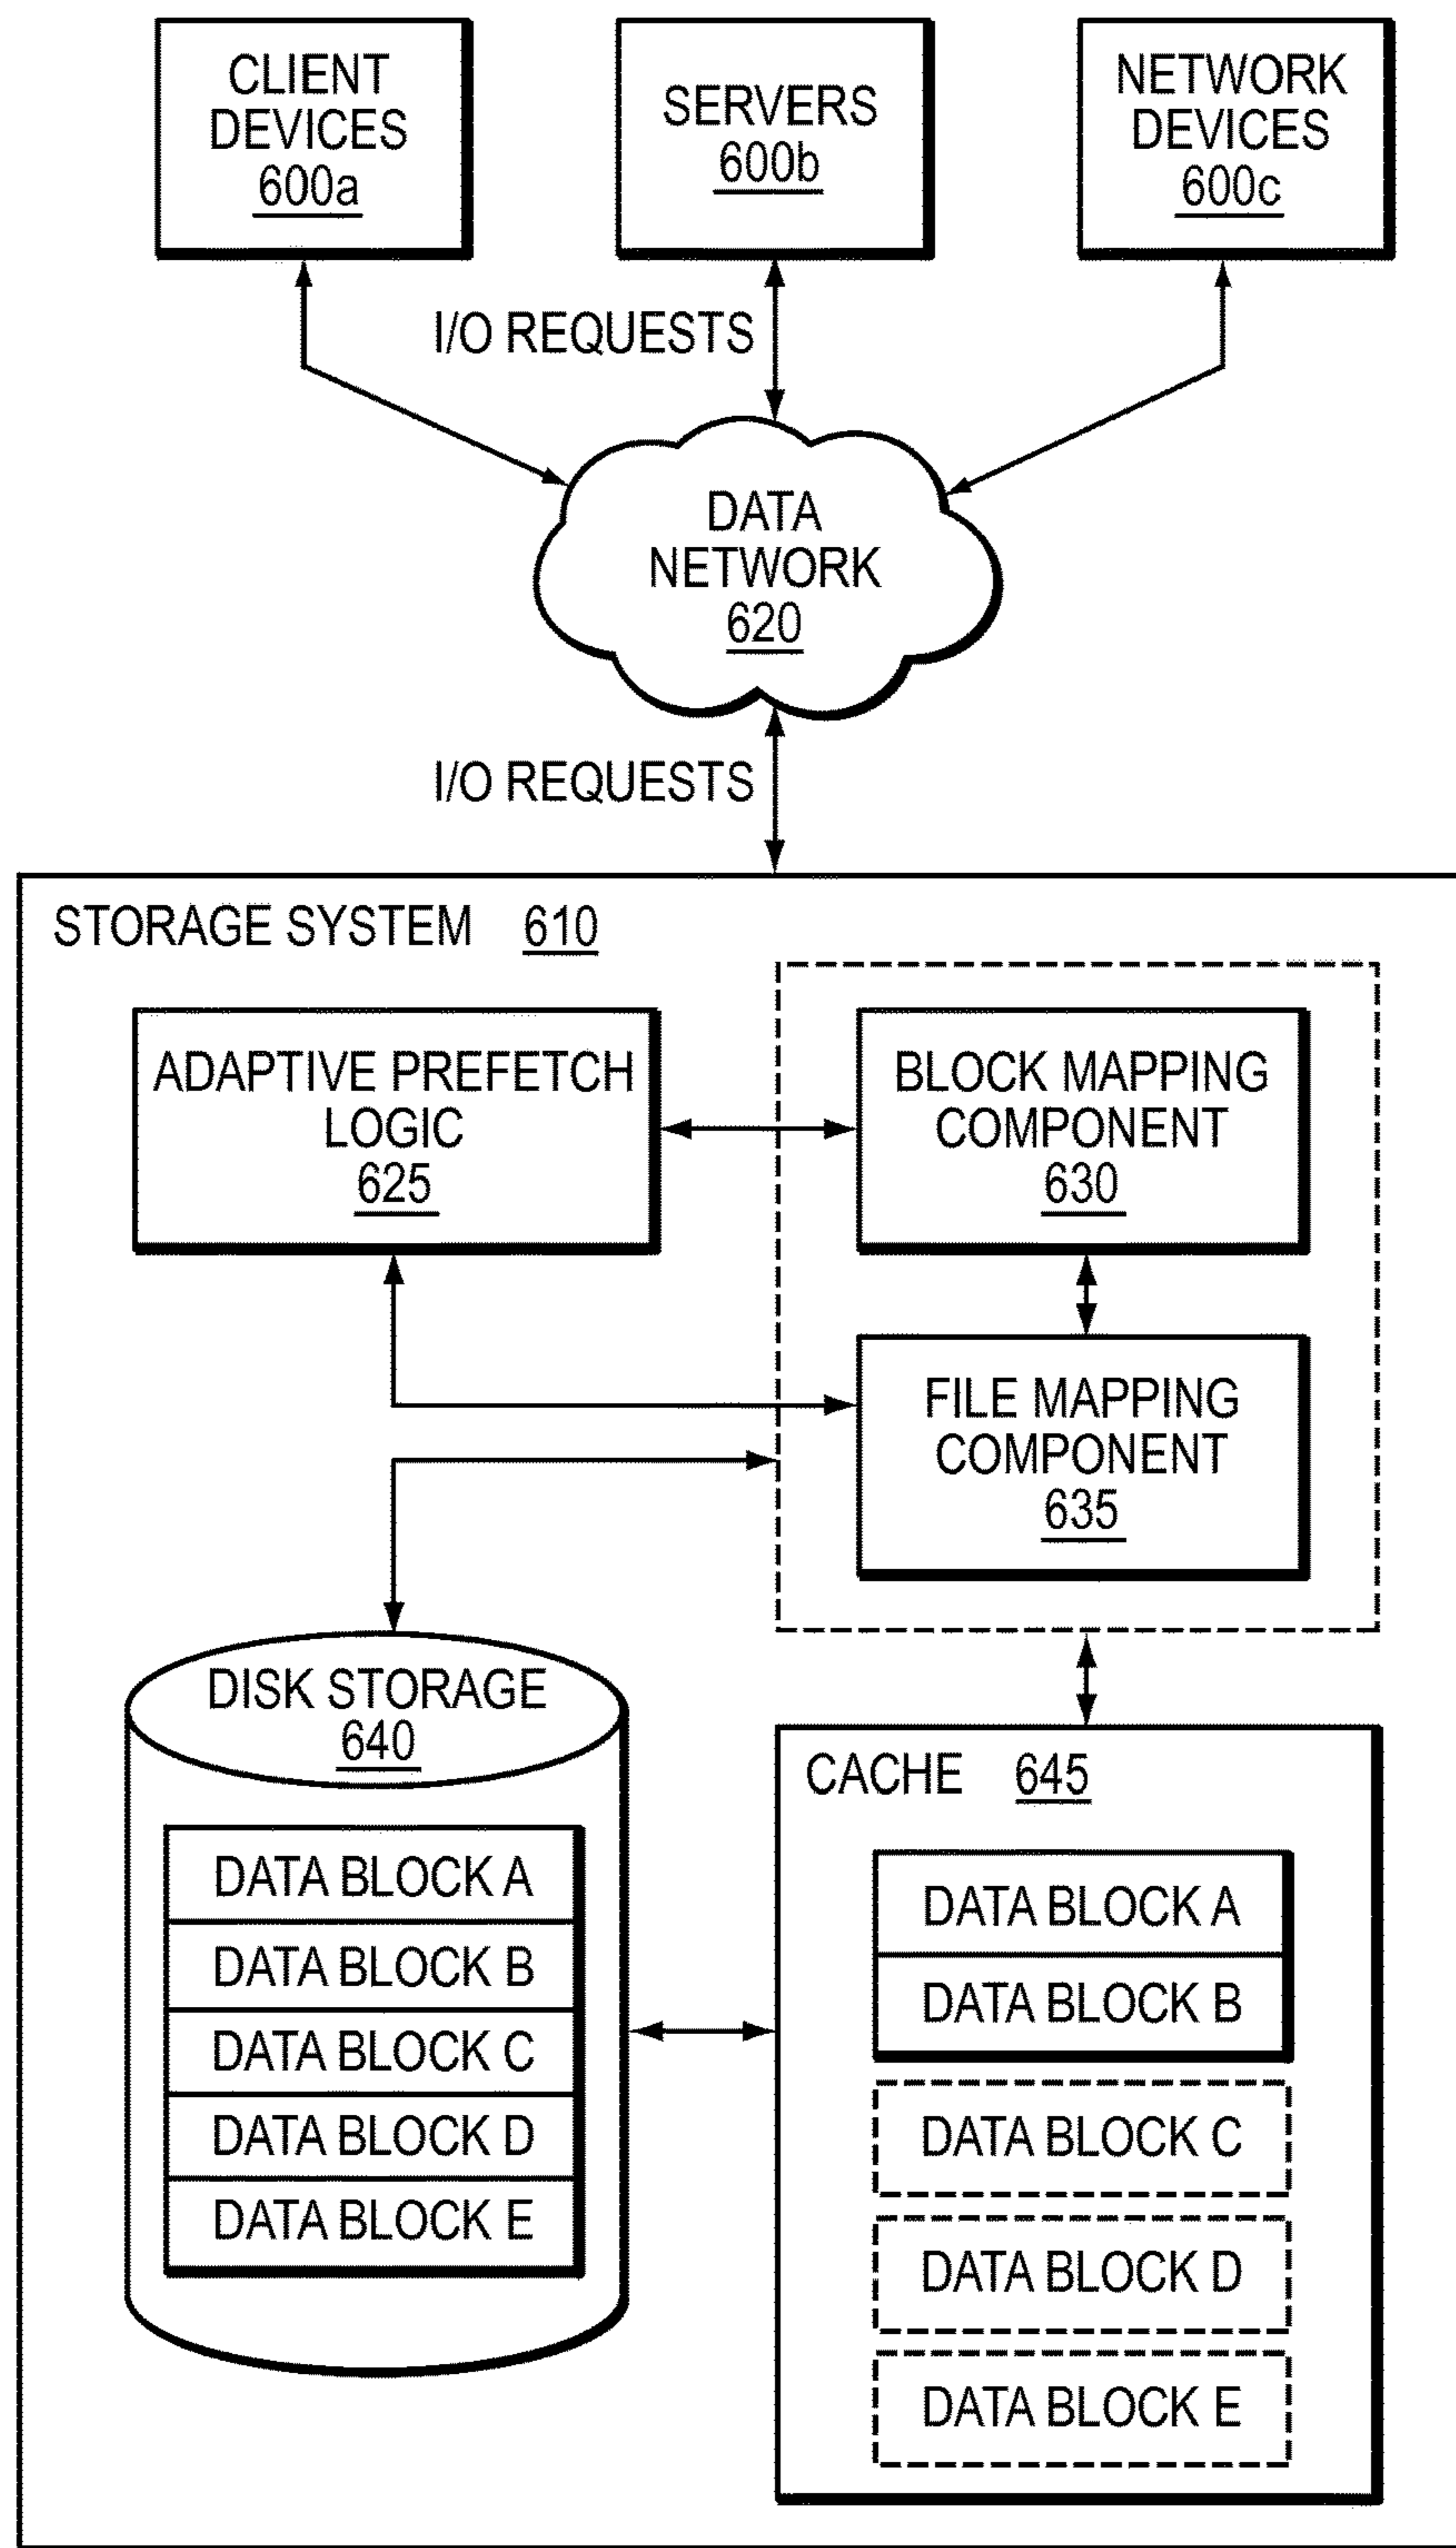 CLIENT
DEVICES
600a
SERVERS
600b
NETWORK
DEVICES
600c
I/O REQUESTS
DATA
NETWORK
620
I/O REQUESTS
STORAGE SYSTEM 610
ADAPTIVE PREFETCH
LOGIC
625
BLOCK MAPPING
COMPONENT
630
FILE MAPPING
COMPONENT
635
DISK STORAGE
640
DATA BLOCK A
DATA BLOCK B
DATA BLOCK C
DATA BLOCK D
DATA BLOCK E
CACHE 645
DATA BLOCK A
DATA BLOCK B
DATA BLOCK C
DATA BLOCK D
DATA BLOCK E